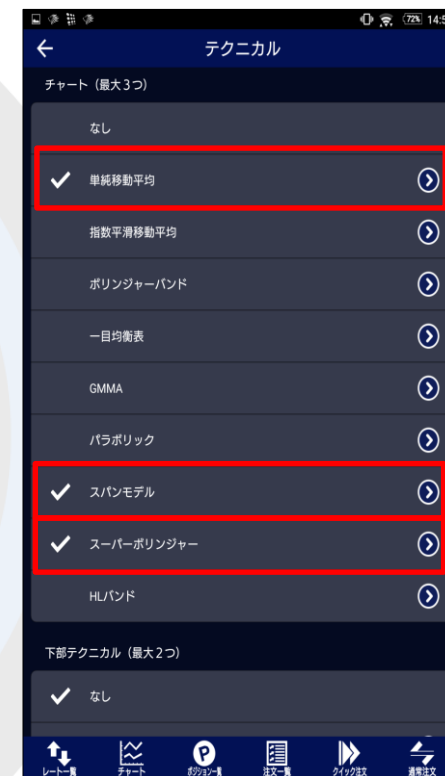 72% 14:5
テクニカル
チャート（最大3つ）
なし
単純移動平均
指数平滑移動平均
ボリンジャーバンド
一目均衡表
GMMA
パラボリック
スパンモデル
スーパーボリンジャー
HLバンド
下部テクニカル（最大2つ）
なし
レート一覧 チャート ポジション一覧 注文一覧 クイック注文 通常注文